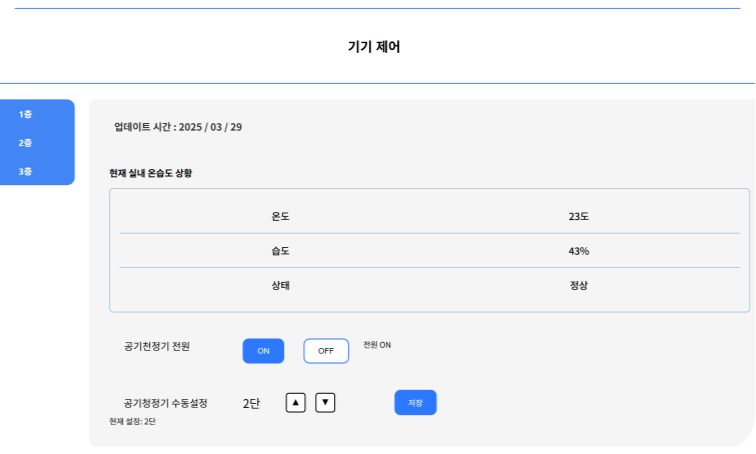 기기 제어
1층
2층
3층
업데이트 시간 : 2025 / 03 / 29
현재 실내 온습도 상황
온도 23도
습도 43%
상태 정상
공기천정기 전원 ON OFF 전원 ON
공기청정기 수동설정 2단 ▲ ▼ 저장
현재 설정: 2단